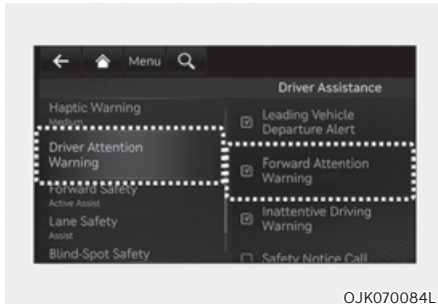 Menu
Driver Assistance
Haptic Warning
Medium
Driver Attention
Warning
Forward Safety
Active Assist
Lane Safety
Assist
Blind-Spot Safety
Leading Vehicle
Departure Alert
Forward Attention
Warning
Inattentive Driving
Warning
Safety Notice Call
OJK070084L